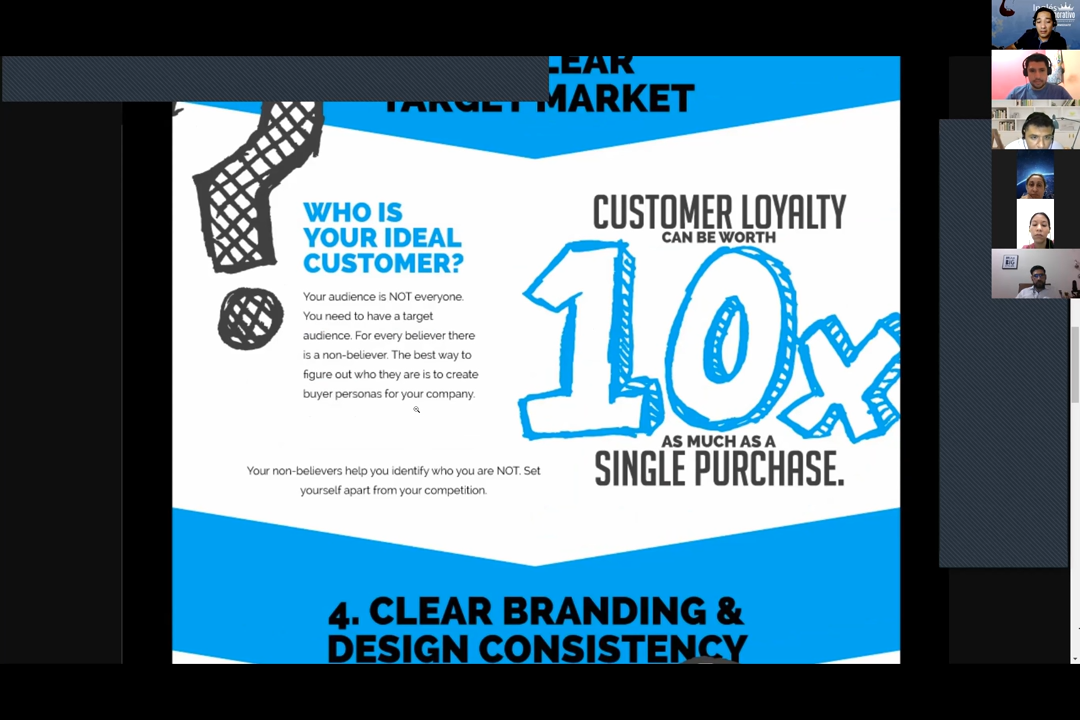 LEAR
TARGET MARKET
WHO IS
YOUR IDEAL
CUSTOMER?
Your audience is NOT everyone.
You need to have a target
audience. For every believer there
is a non-believer. The best way to
figure out who they are is to create
buyer personas for your company.
Your non-believers help you identify who you are NOT. Set
yourself apart from your competition.
CUSTOMER LOYALTY
CAN BE WORTH
10x
AS MUCH AS A
SINGLE PURCHASE.
4. CLEAR BRANDING &
DESIGN CONSISTENCY